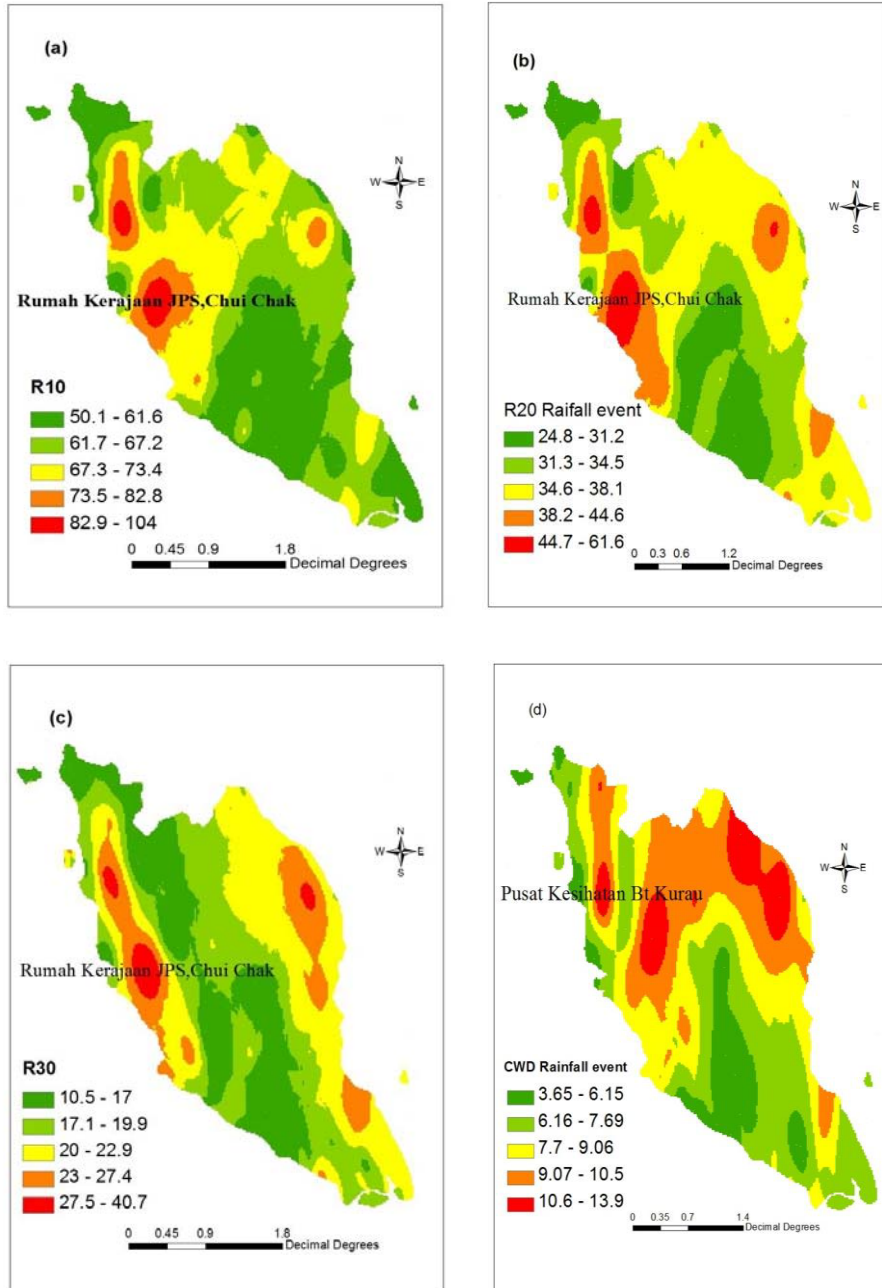 (a)
N
W E
S
Rumah Kerajaan JPS,Chui Chak
R10
50.1 - 61.6
61.7 - 67.2
67.3 - 73.4
73.5 - 82.8
82.9 - 104
0 0.45 0.9 1.8
Decimal Degrees
(b)
N
W E
S
Rumah Kerajaan JPS,Chui Chak
R20 Raifall event
24.8 - 31.2
31.3 - 34.5
34.6 - 38.1
38.2 - 44.6
44.7 - 61.6
0 0.3 0.6 1.2
Decimal Degrees
(c)
N
W E
S
Rumah Kerajaan JPS,Chui Chak
R30
10.5 - 17
17.1 - 19.9
20 - 22.9
23 - 27.4
27.5 - 40.7
0 0.45 0.9 1.8
Decimal Degrees
(d)
N
W E
S
Pusat Kesihatan Bt.Kurau
CWD Rainfall event
3.65 - 6.15
6.16 - 7.69
7.7 - 9.06
9.07 - 10.5
10.6 - 13.9
0 0.35 0.7 1.4
Decimal Degrees